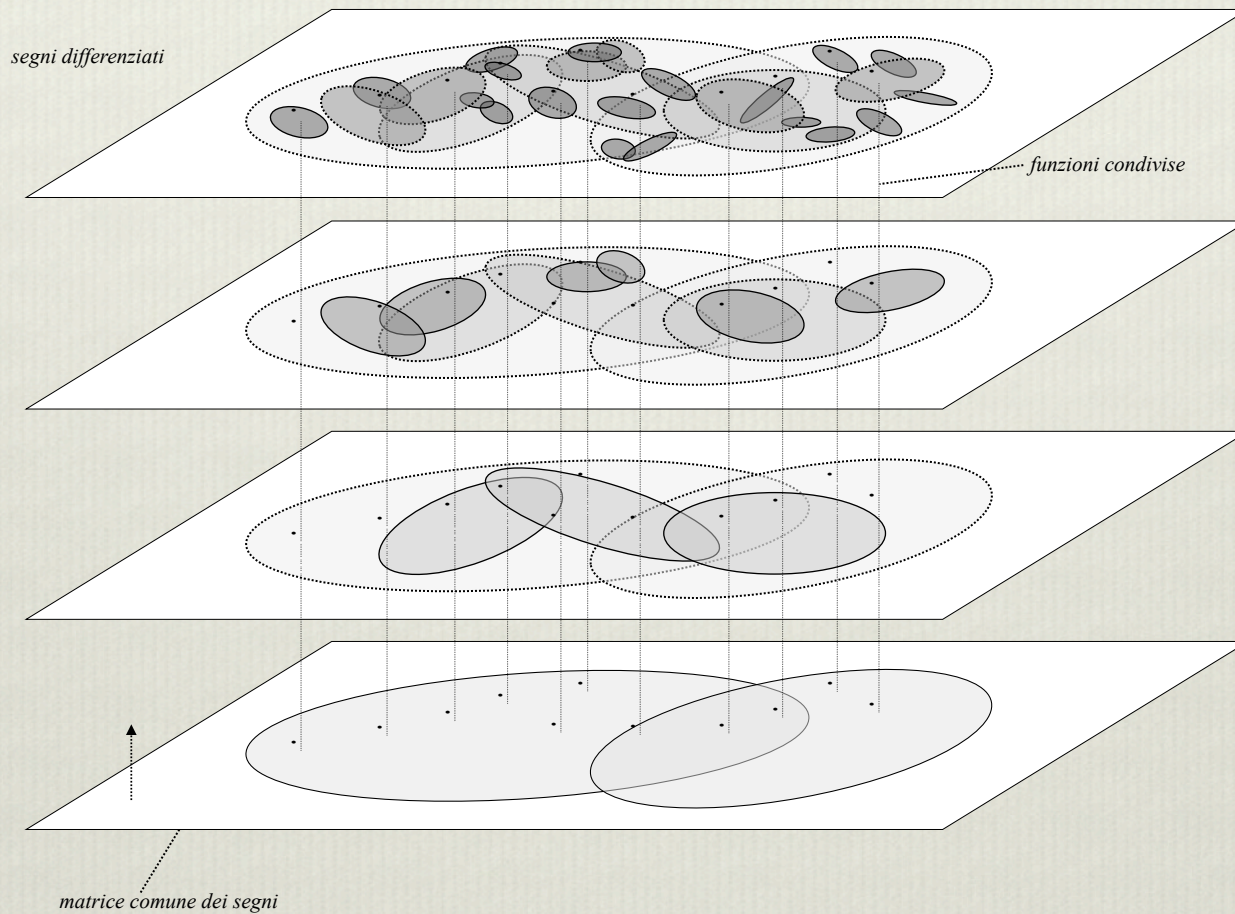 segni differenziati
funzioni condivise
matrice comune dei segni